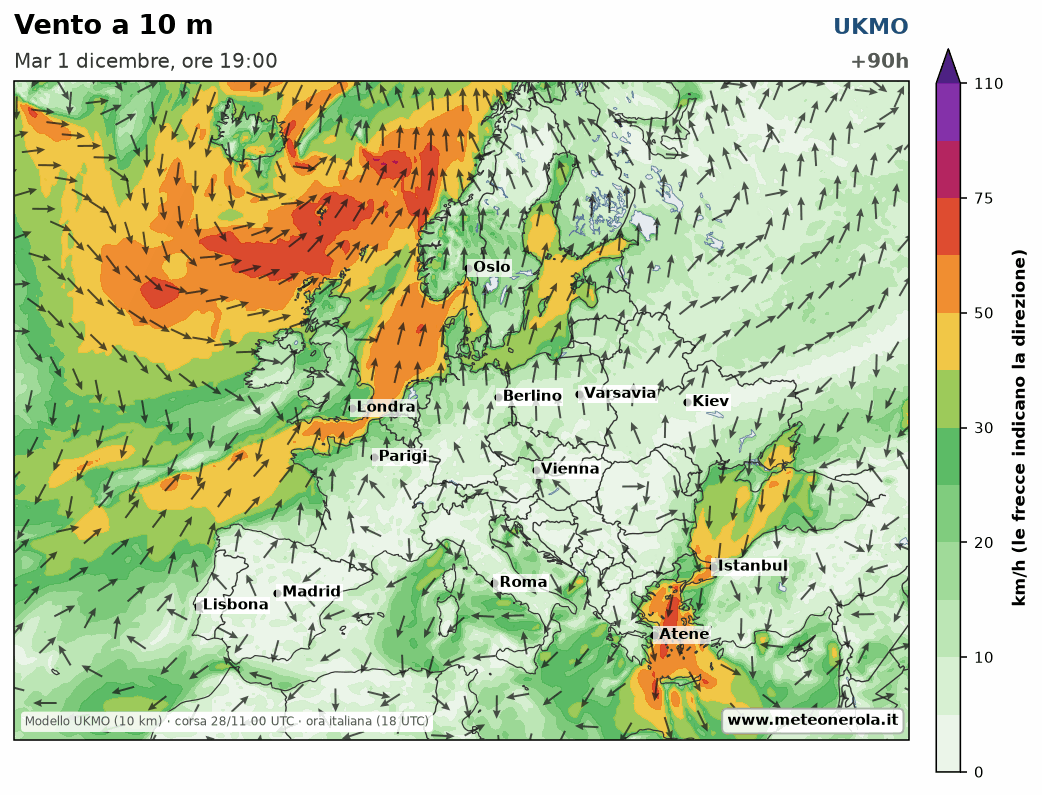 Vento a 10 m
UKMO
Mar 1 dicembre, ore 19:00
+90h
110
75
50
30
20
10
0
km/h (le frecce indicano la direzione)
Oslo
Berlino
Varsavia
Kiev
Londra
Parigi
Vienna
Istanbul
Roma
Madrid
Lisbona
Atene
Modello UKMO (10 km) · corsa 28/11 00 UTC · ora italiana (18 UTC)
www.meteonerola.it